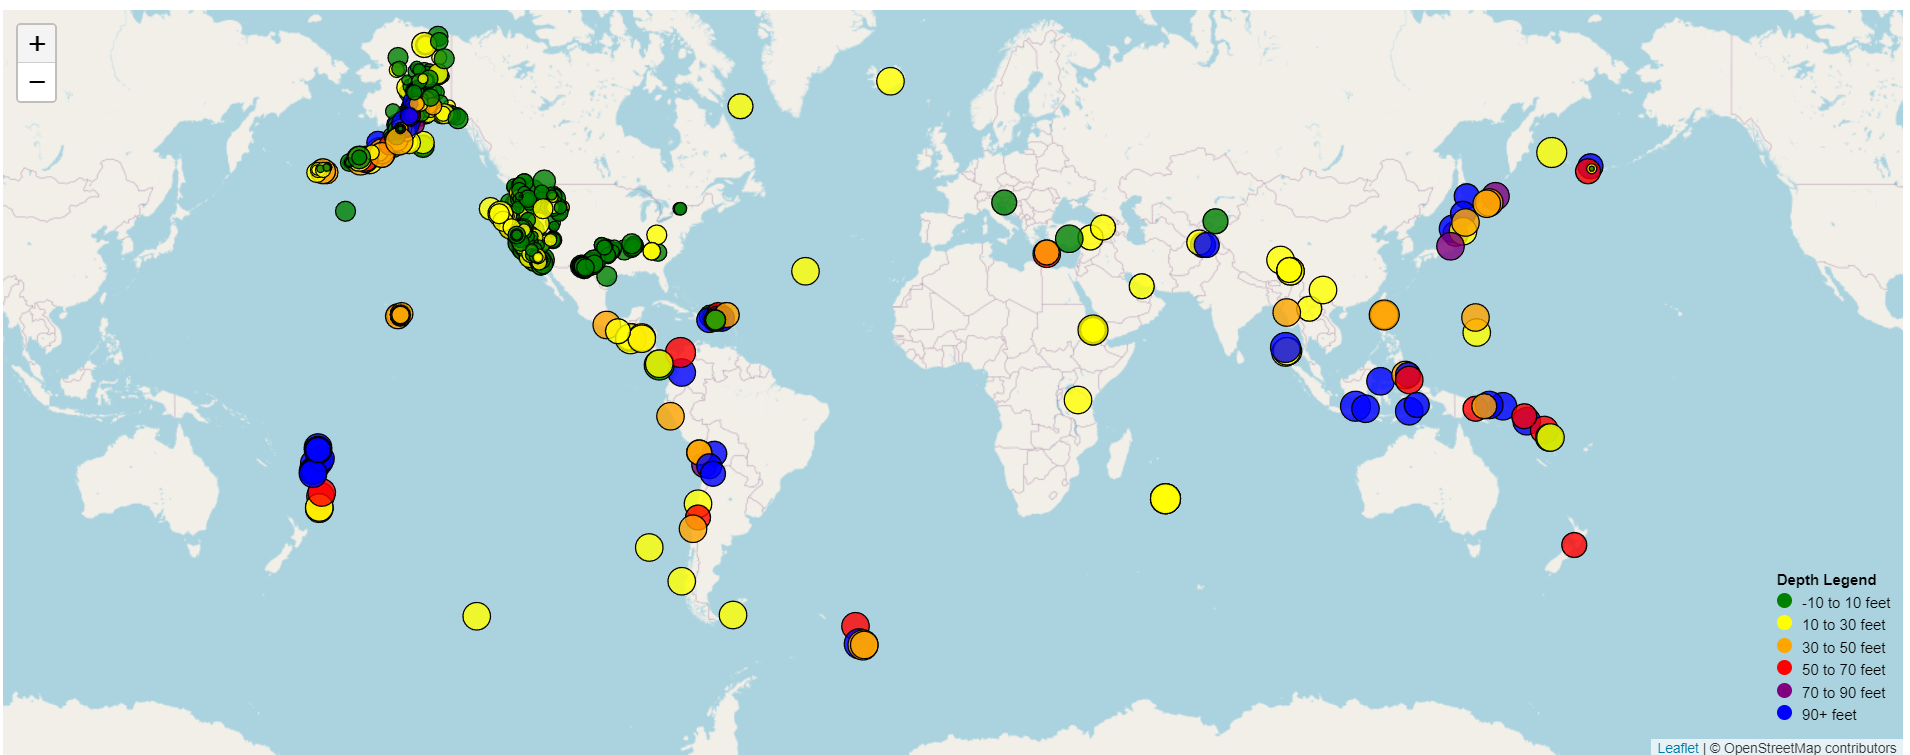 +
−
Depth Legend
-10 to 10 feet
10 to 30 feet
30 to 50 feet
50 to 70 feet
70 to 90 feet
90+ feet
Leaflet | © OpenStreetMap contributors